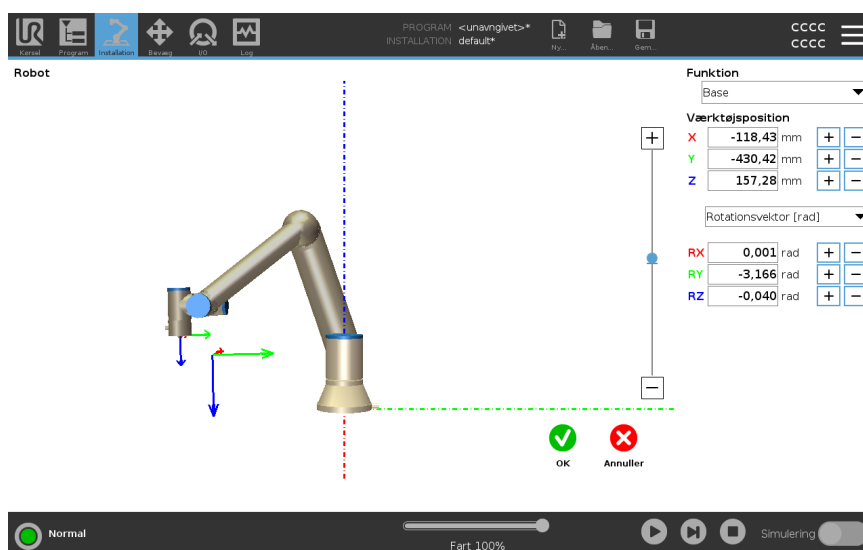 UR
Kørsel Program Installation Bevæg I/O Log
PROGRAM <unavngivet>*
INSTALLATION default*
Ny... Åben... Gem...
cccc
cccc
Robot
Funktion
Base
Værktøjsposition
X -118,43 mm + −
Y -430,42 mm + −
Z 157,28 mm + −
Rotationsvektor [rad]
RX 0,001 rad + −
RY -3,166 rad + −
RZ -0,040 rad + −
+
−
OK Annuller
Normal
Fart 100%
Simulering